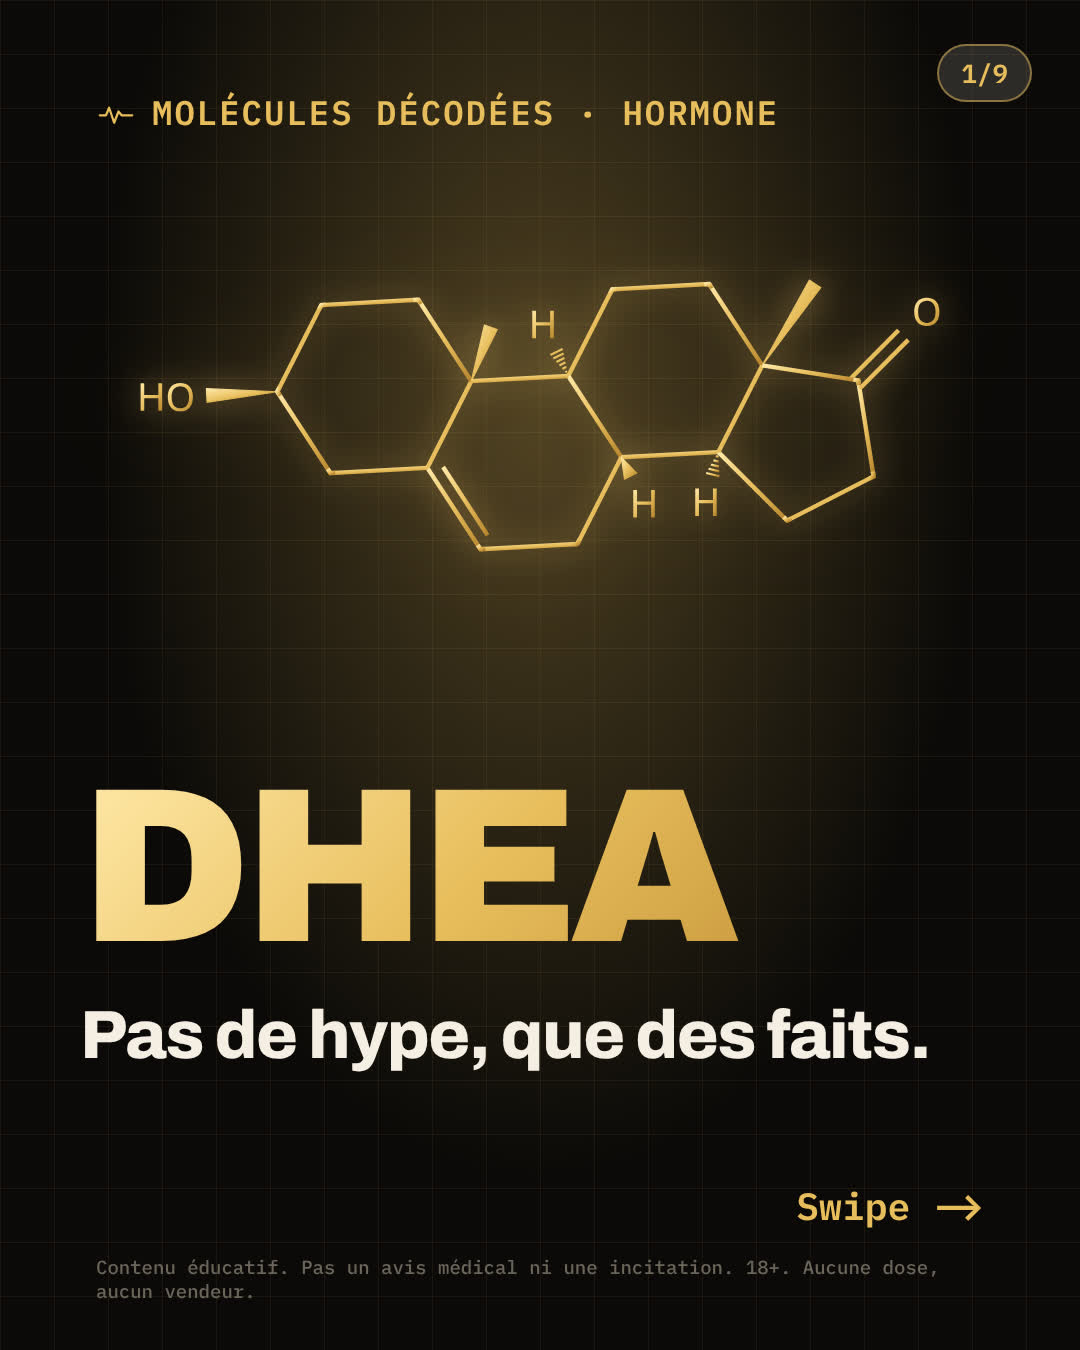 1/9
MOLÉCULES DÉCODÉES · HORMONE
H
O
HO
H
H
DHEA
Pas de hype, que des faits.
Swipe →
Contenu éducatif. Pas un avis médical ni une incitation. 18+. Aucune dose,
aucun vendeur.